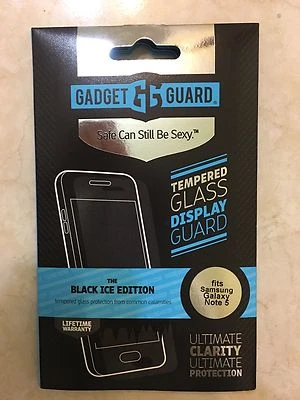 GADGET GG GUARD®
Safe Can Still Be Sexy.™
TEMPERED
GLASS
DISPLAY
GUARD
THE
BLACK ICE EDITION
tempered glass protection from common calamities
fits
Samsung
Galaxy
Note 5
LIFETIME
WARRANTY
ULTIMATE
CLARITY
ULTIMATE
PROTECTION